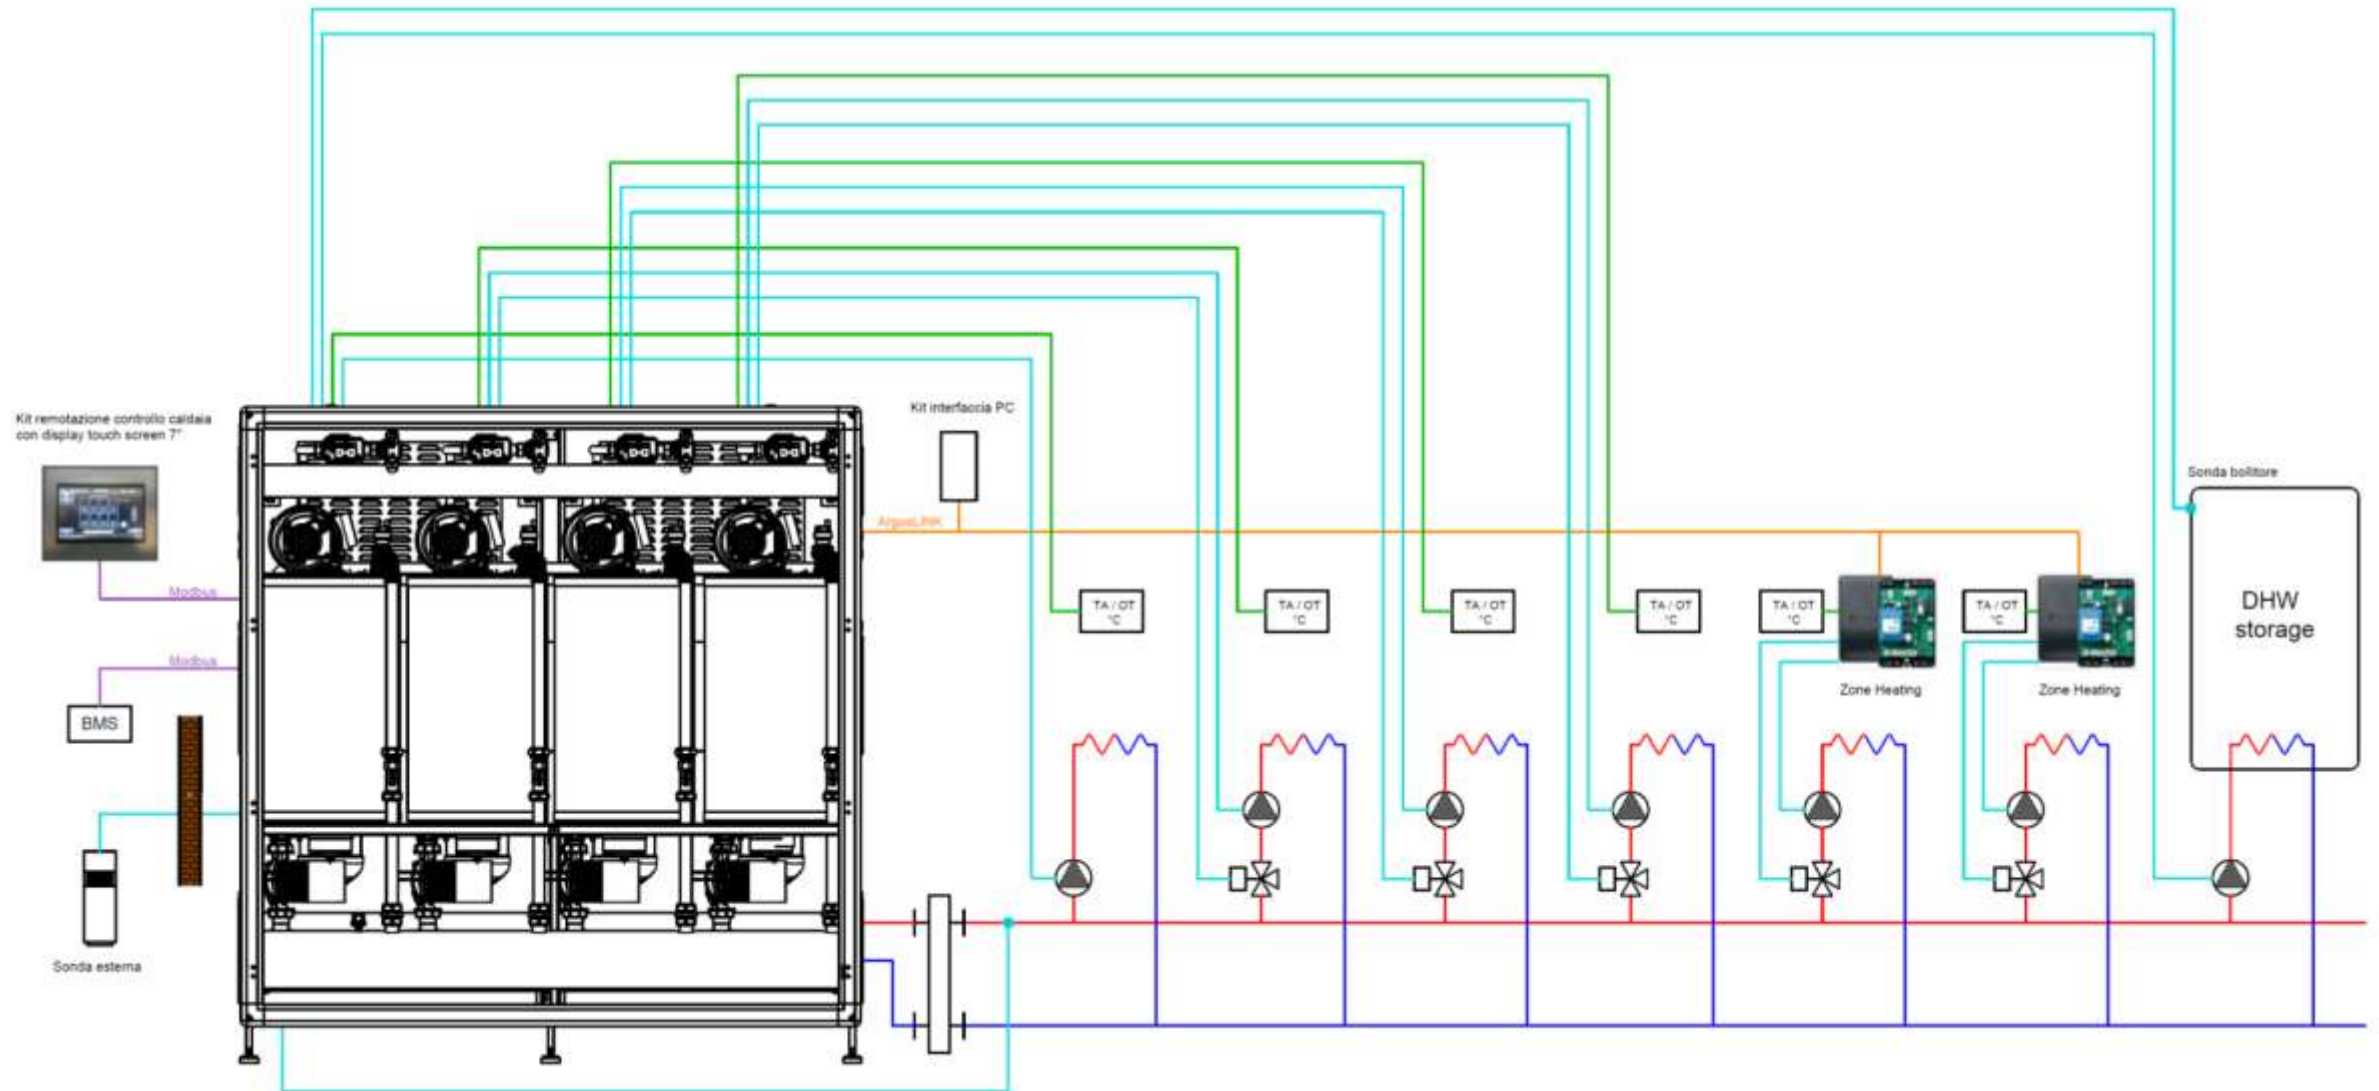 Kit remotazione controllo caldaia
con display touch screen 7"
Kit interfaccia PC
Sonda bollitore
ArgusLINK
Modbus
Modbus
BMS
Sonda esterna
TA / OT
°C
TA / OT
°C
TA / OT
°C
TA / OT
°C
TA / OT
°C
TA / OT
°C
Zone Heating
Zone Heating
DHW
storage